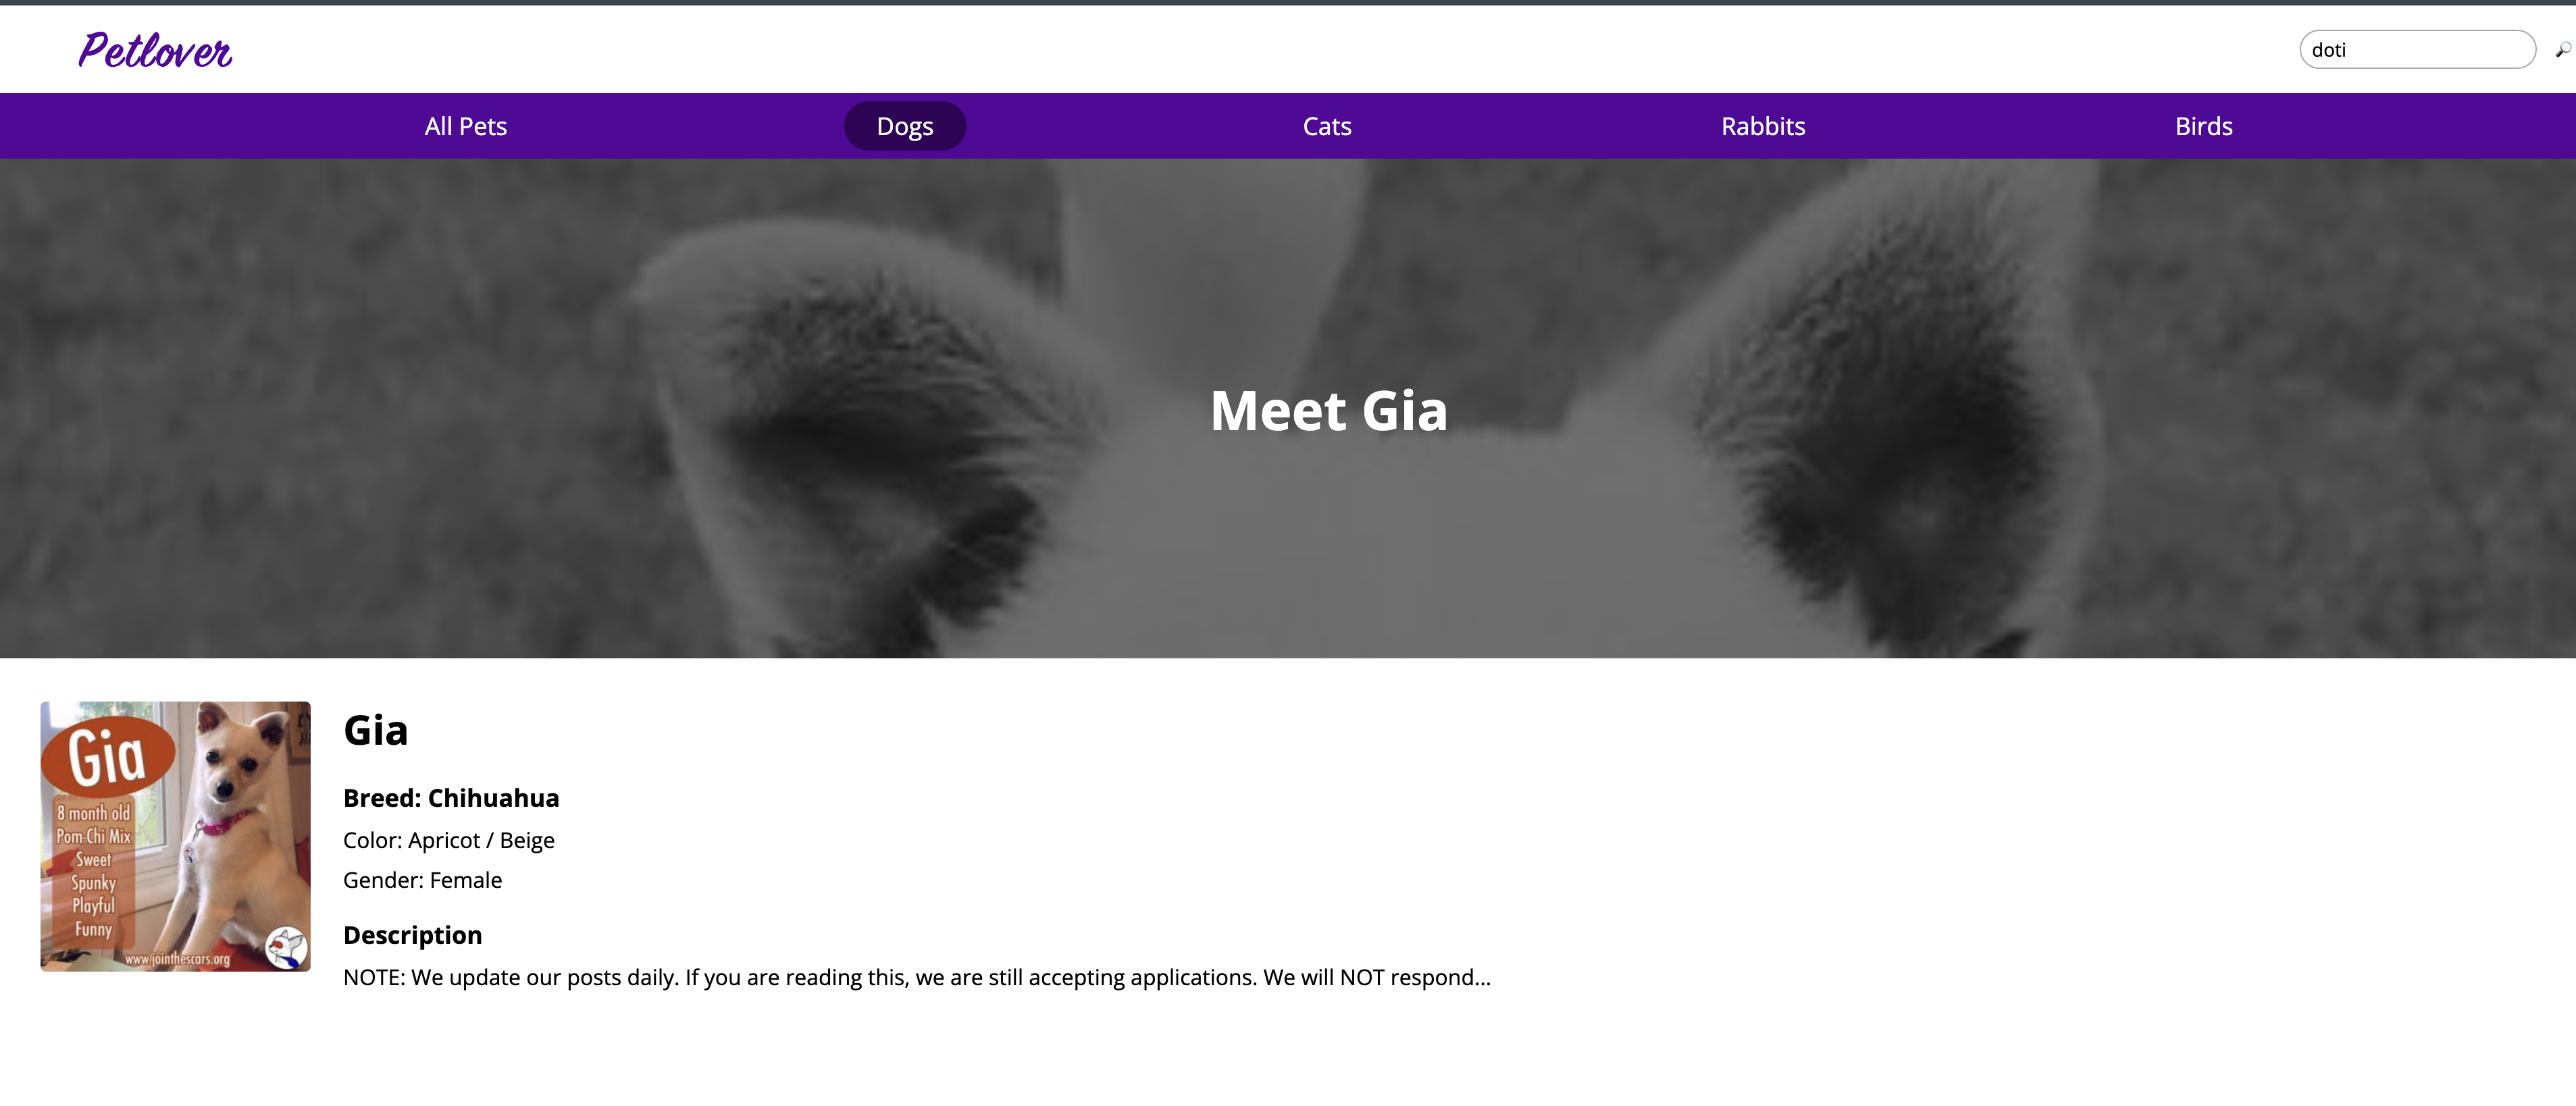 Petlover
doti
All Pets
Dogs
Cats
Rabbits
Birds
Meet Gia
Gia
8 month old
Pom-Chi Mix
Sweet
Spunky
Playful
Funny
www.jointhescars.org
Gia
Breed: Chihuahua
Color: Apricot / Beige
Gender: Female
Description
NOTE: We update our posts daily. If you are reading this, we are still accepting applications. We will NOT respond...